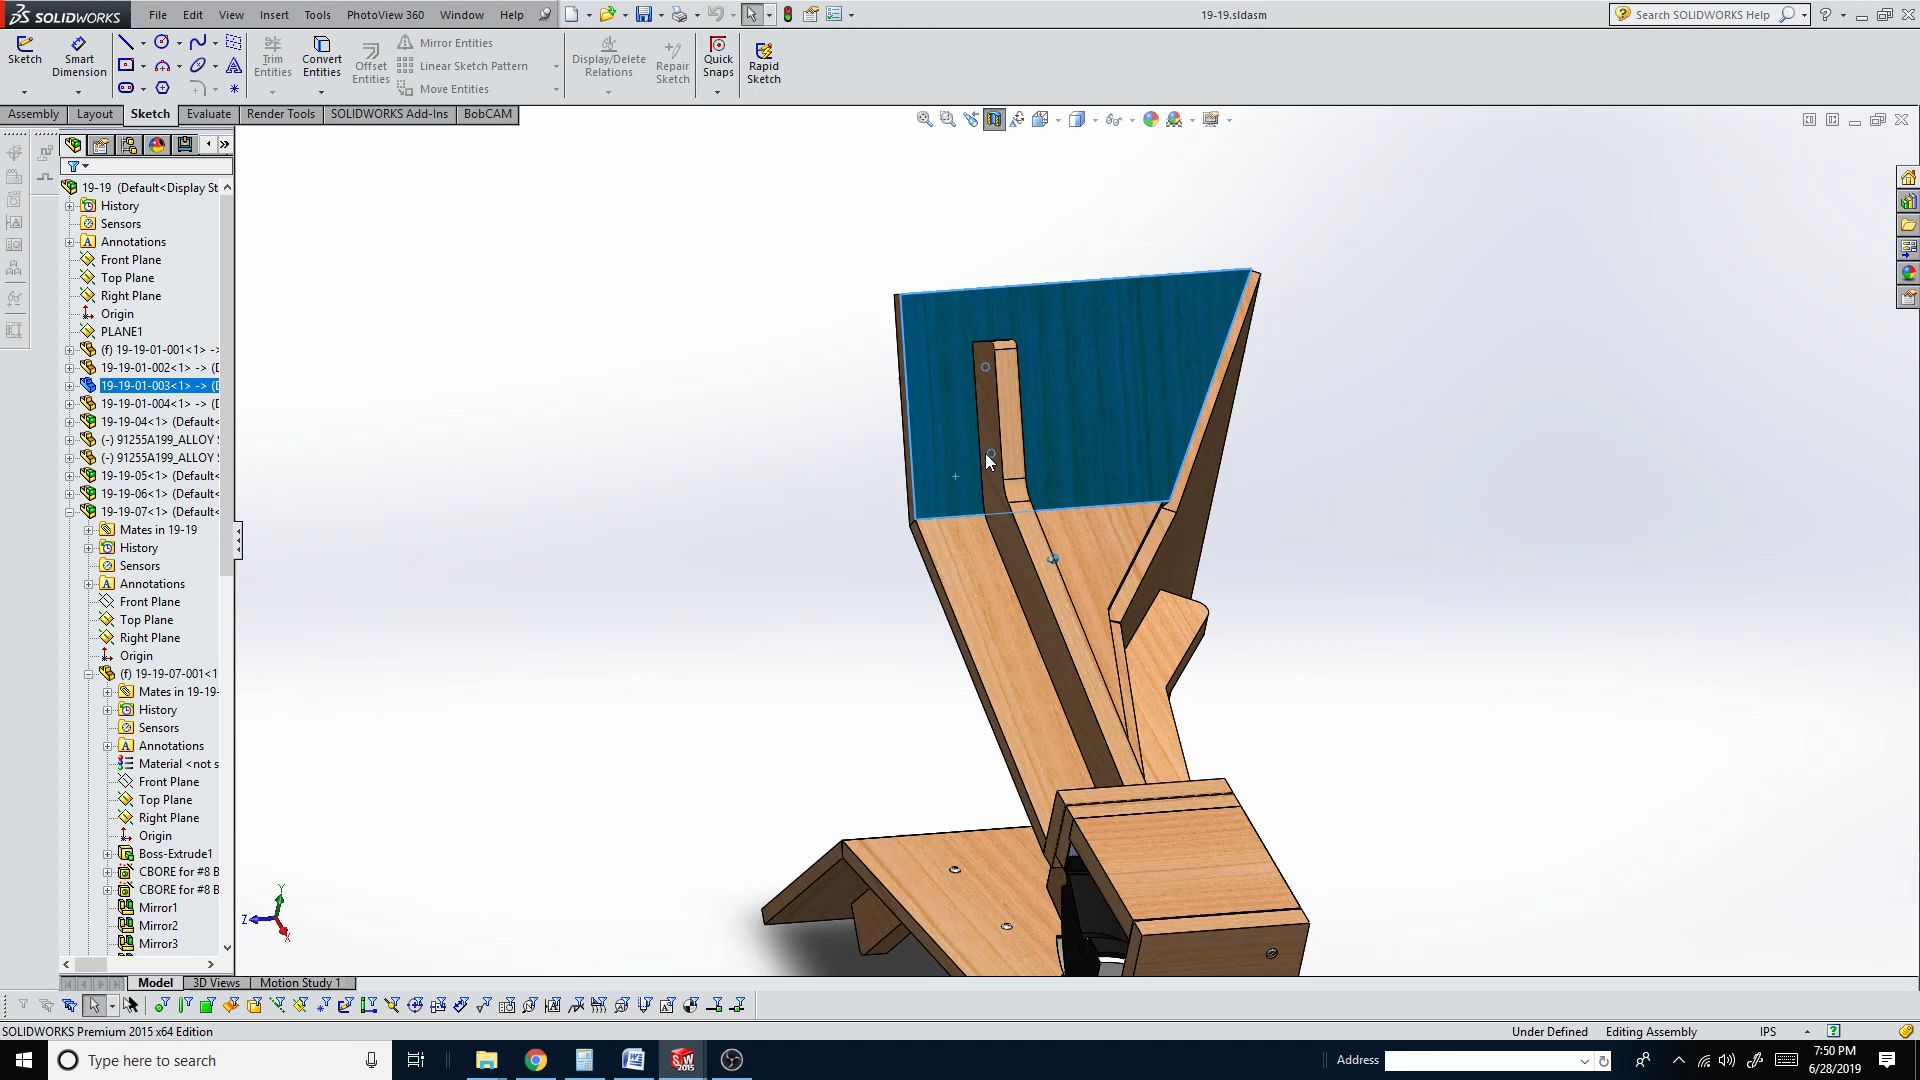 SOLIDWORKS File Edit View Insert Tools PhotoView 360 Window Help 19-19.sldasm Search SOLIDWORKS Help
Sketch
Smart Dimension
Trim Entities
Convert Entities
Offset Entities
Mirror Entities
Linear Sketch Pattern
Move Entities
Display/Delete Relations
Repair Sketch
Quick Snaps
Rapid Sketch
Assembly Layout Sketch Evaluate Render Tools SOLIDWORKS Add-Ins BobCAM
19-19 (Default<Display St
History
Sensors
Annotations
Front Plane
Top Plane
Right Plane
Origin
PLANE1
(f) 19-19-01-001<1> ->
19-19-01-002<1> -> (D
19-19-01-003<1> -> (D
19-19-01-004<1> -> (D
19-19-04<1> (Default<
(-) 91255A199_ALLOY S
(-) 91255A199_ALLOY S
19-19-05<1> (Default<
19-19-06<1> (Default<
19-19-07<1> (Default<
Mates in 19-19
History
Sensors
Annotations
Front Plane
Top Plane
Right Plane
Origin
(f) 19-19-07-001<1
Mates in 19-19-
History
Sensors
Annotations
Material <not s
Front Plane
Top Plane
Right Plane
Origin
Boss-Extrude1
CBORE for #8 B
CBORE for #8 B
Mirror1
Mirror2
Mirror3
Y
Z
X
Model 3D Views Motion Study 1
SOLIDWORKS Premium 2015 x64 Edition Under Defined Editing Assembly IPS
Type here to search Address 7:50 PM
6/28/2019